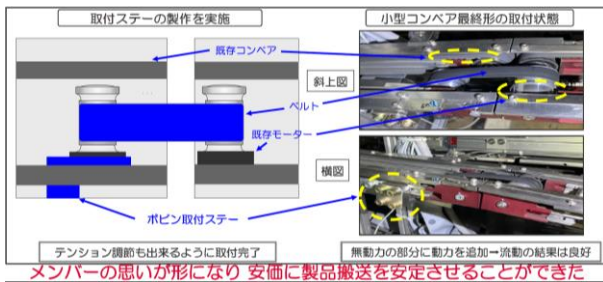 取付ステーの製作を実施
小型コンベア最終形の取付状態
既存コンベア
斜上図
ベルト
既存モーター
横図
ボビン取付ステー
テンション調節も出来るように取付完了
無動力の部分に動力を追加→流動の結果は良好
メンバーの思いが形になり 安価に製品搬送を安定させることができた